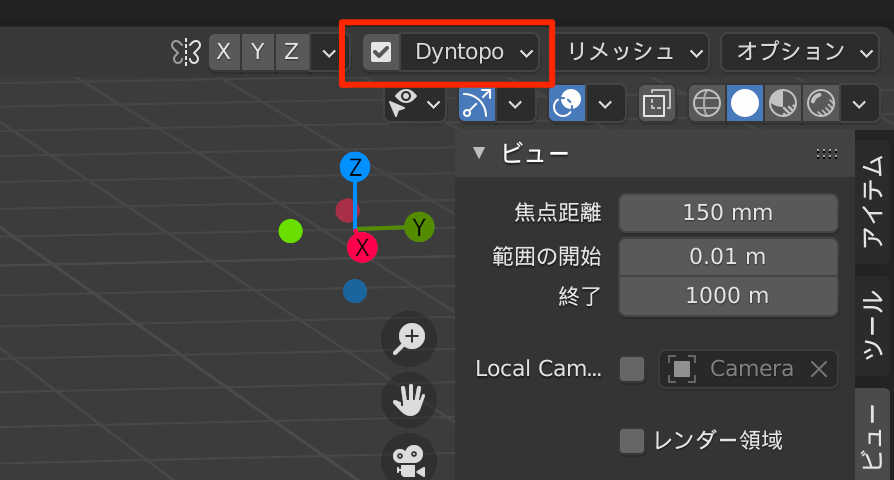 X Y Z Dyntopo リメッシュ オプション
Z
Y
X
ビュー
焦点距離 150 mm
範囲の開始 0.01 m
終了 1000 m
Local Cam... Camera
レンダー領域
アイテム
ツール
ビュー